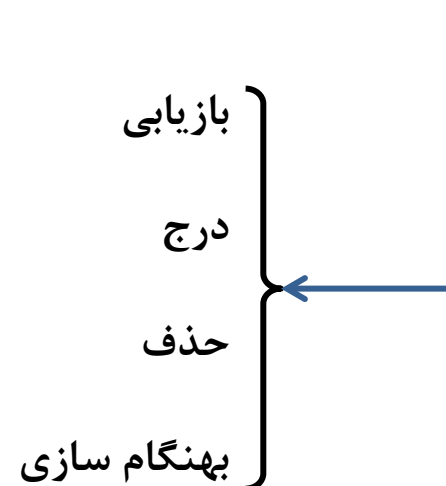 بازیابی
درج
حذف
بهنگام سازی